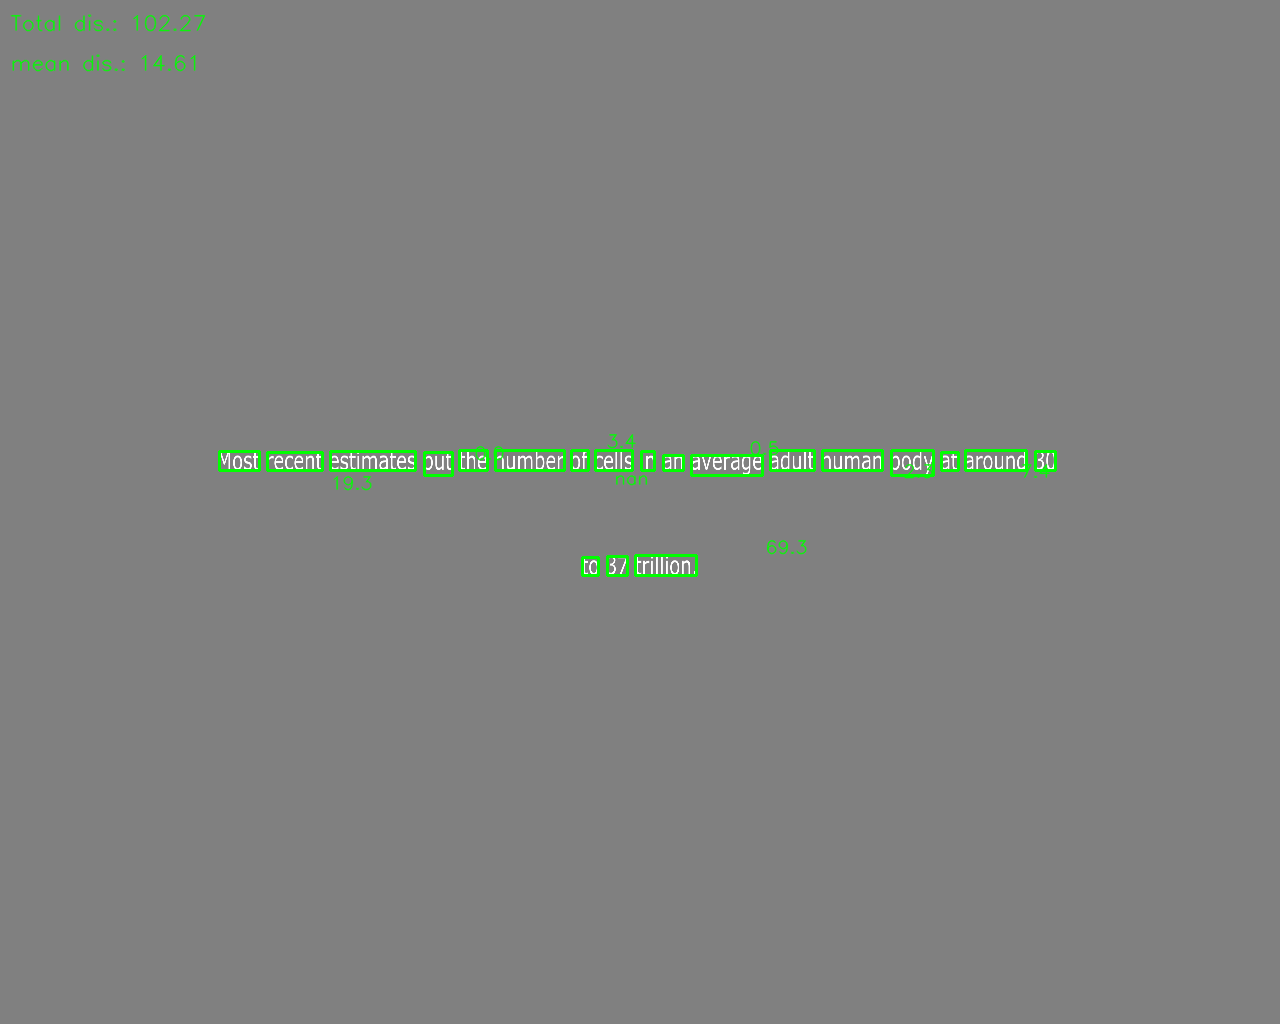 Total dis.: 102.27
mean dis.: 14.61
3.4 0.5
Most recent estimates put the number of cells in an average adult human body at around 30
19.3 nan
69.3
to 37 trillion.